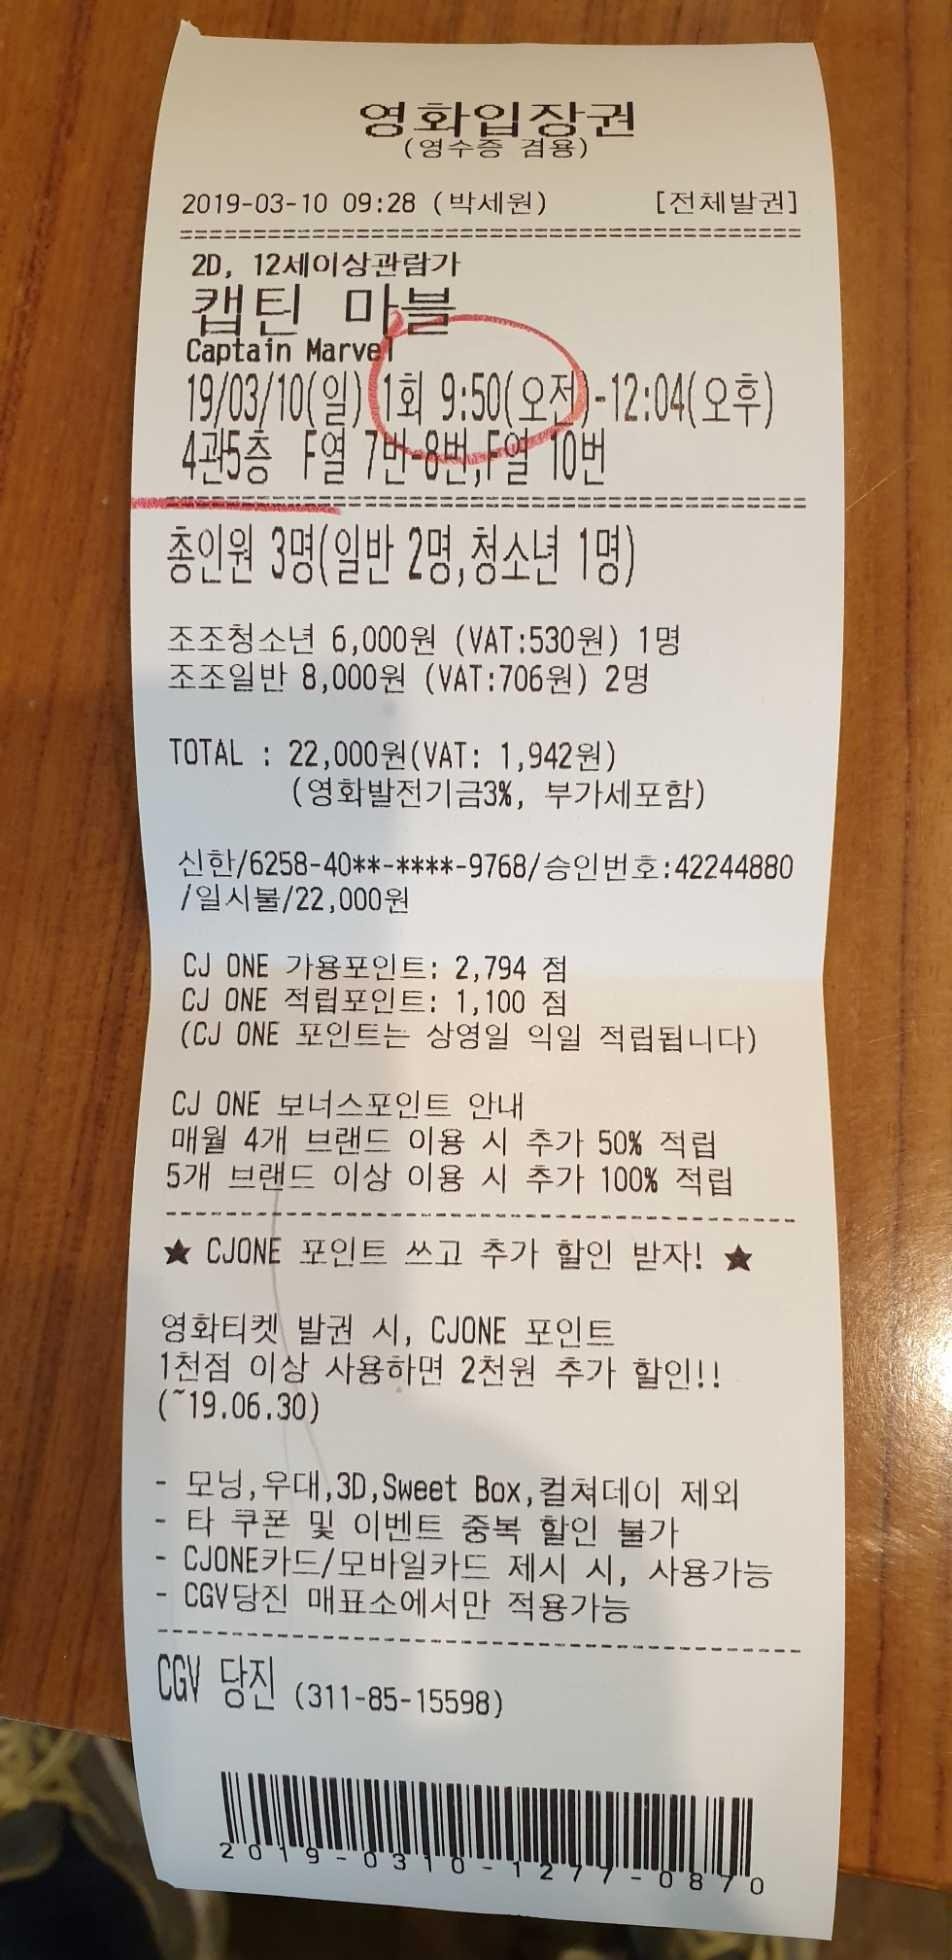 영화입장권
(영수증 겸용)
2019-03-10 09:28 (박세원) [전체발권]
2D, 12세이상관람가
캡틴 마블
Captain Marvel
19/03/10(일) 1회 9:50(오전)-12:04(오후)
4관5층 F열 7번-8번,F열 10번
총인원 3명(일반 2명,청소년 1명)
조조청소년 6,000원 (VAT:530원) 1명
조조일반 8,000원 (VAT:706원) 2명
TOTAL : 22,000원(VAT: 1,942원)
(영화발전기금3%, 부가세포함)
신한/6258-40**-****-9768/승인번호:42244880
/일시불/22,000원
CJ ONE 가용포인트: 2,794 점
CJ ONE 적립포인트: 1,100 점
(CJ ONE 포인트는 상영일 익일 적립됩니다)
CJ ONE 보너스포인트 안내
매월 4개 브랜드 이용 시 추가 50% 적립
5개 브랜드 이상 이용 시 추가 100% 적립
★ CJONE 포인트 쓰고 추가 할인 받자! ★
영화티켓 발권 시, CJONE 포인트
1천점 이상 사용하면 2천원 추가 할인!!
(~19.06.30)
- 모닝,우대,3D,Sweet Box,컬쳐데이 제외
- 타 쿠폰 및 이벤트 중복 할인 불가
- CJONE카드/모바일카드 제시 시, 사용가능
- CGV당진 매표소에서만 적용가능
CGV 당진 (311-85-15598)
2019-0310-1277-0870